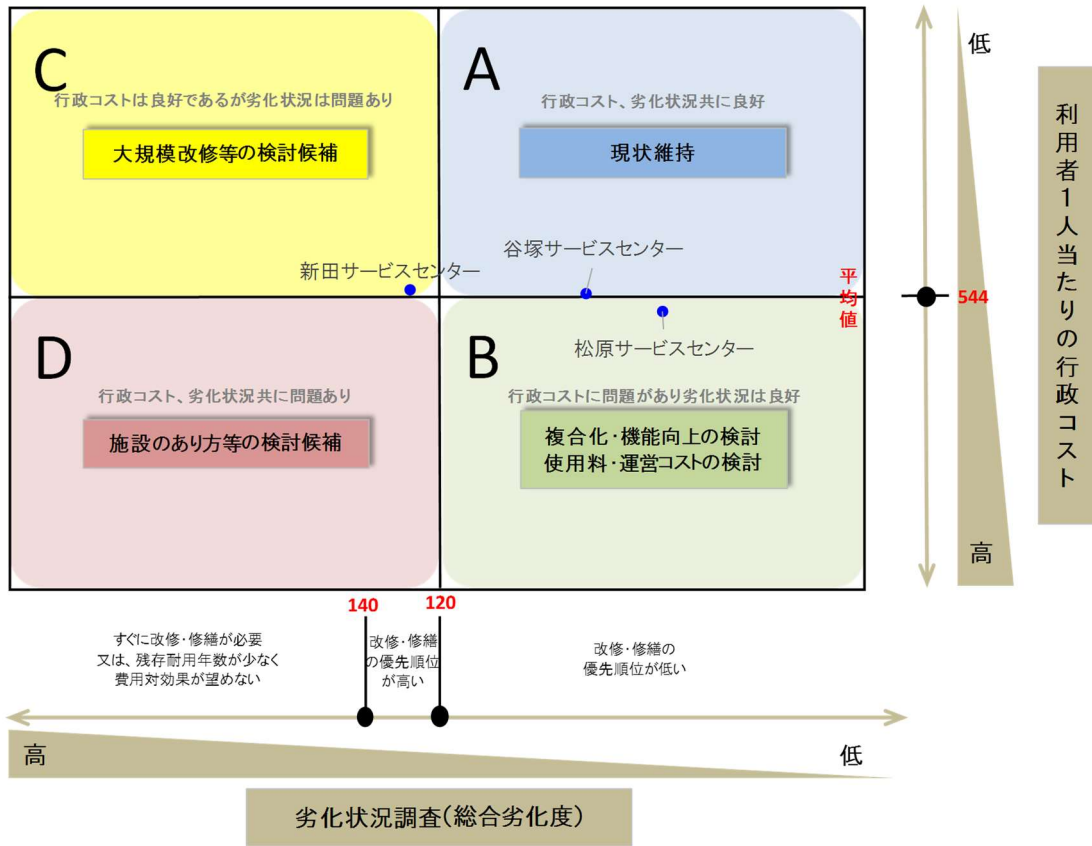 C
行政コストは良好であるが劣化状況は問題あり
大規模改修等の検討候補
A
行政コスト、劣化状況共に良好
現状維持
新田サービスセンター
谷塚サービスセンター
松原サービスセンター
平均値
D
行政コスト、劣化状況共に問題あり
施設のあり方等の検討候補
B
行政コストに問題があり劣化状況は良好
複合化・機能向上の検討
使用料・運営コストの検討
低
544
高
利用者1人当たりの行政コスト
140
120
すぐに改修・修繕が必要
又は、残存耐用年数が少なく
費用対効果が望めない
改修・修繕
の優先順位
が高い
改修・修繕の
優先順位が低い
高
低
劣化状況調査(総合劣化度)